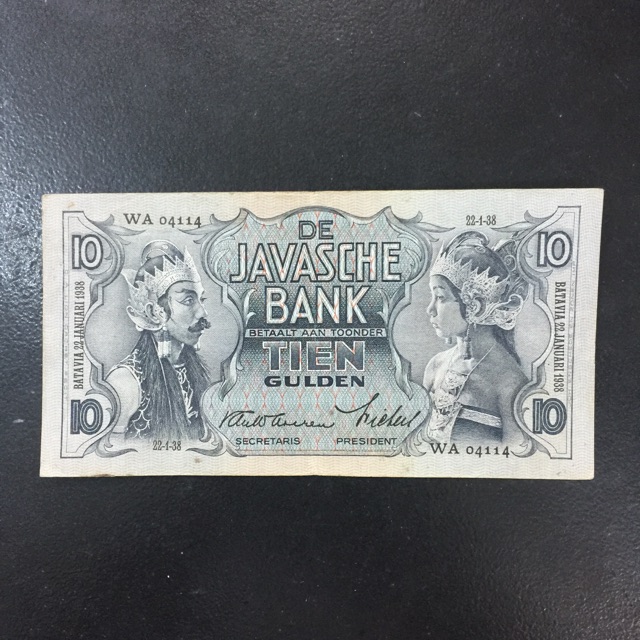 WA 04114
22-1-38
10
10
DE
JAVASCHE
BANK
BETAALT AAN TOONDER
TIEN
GULDEN
BATAVIA 22 JANUARI 1938
BATAVIA 22 JANUARI 1938
10
10
SECRETARIS
PRESIDENT
22-1-38
WA 04114